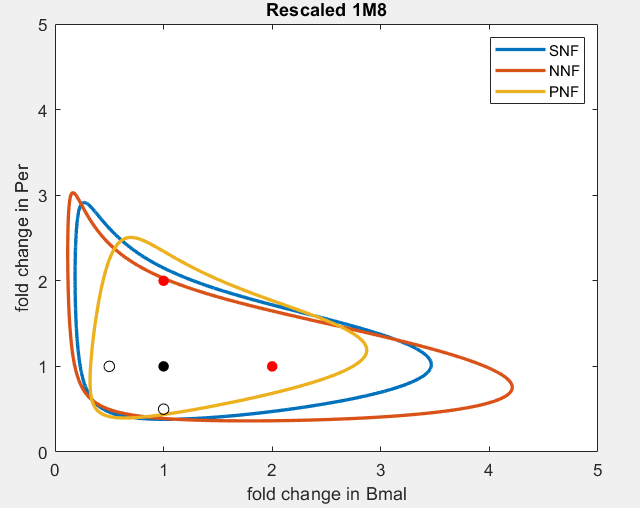 Rescaled 1M8
5
4
3
2
1
0
fold change in Per
SNF
NNF
PNF
0 1 2 3 4 5
fold change in Bmal